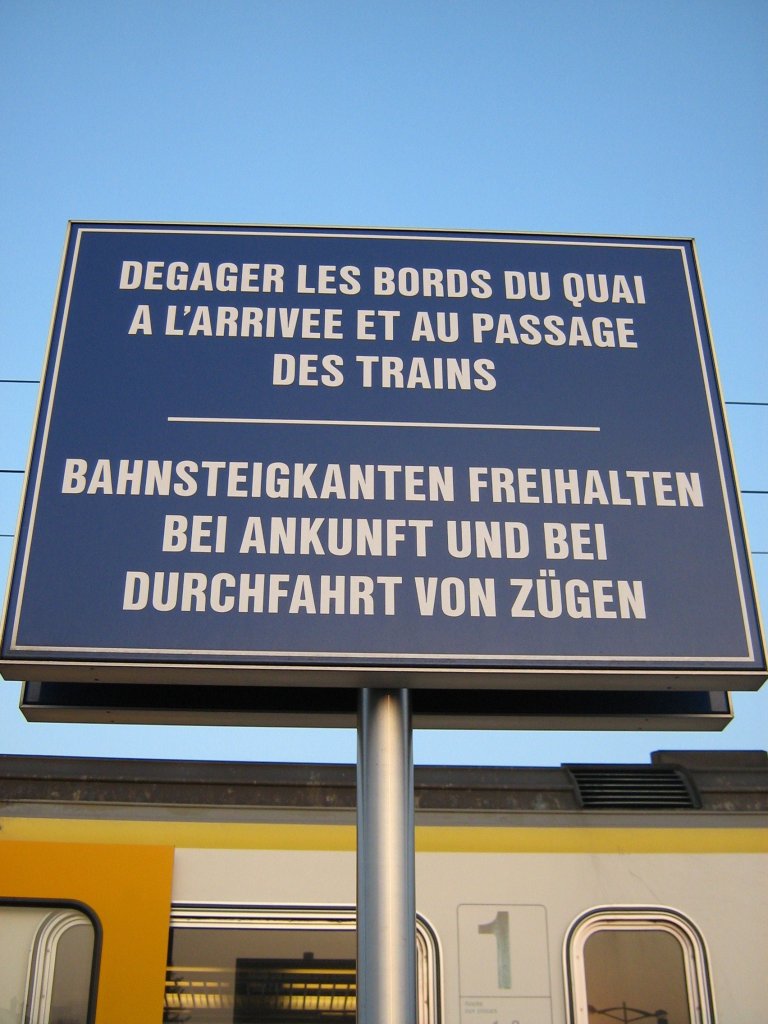 DEGAGER LES BORDS DU QUAI
A L'ARRIVEE ET AU PASSAGE
DES TRAINS
BAHNSTEIGKANTEN FREIHALTEN
BEI ANKUNFT UND BEI
DURCHFAHRT VON ZÜGEN
1